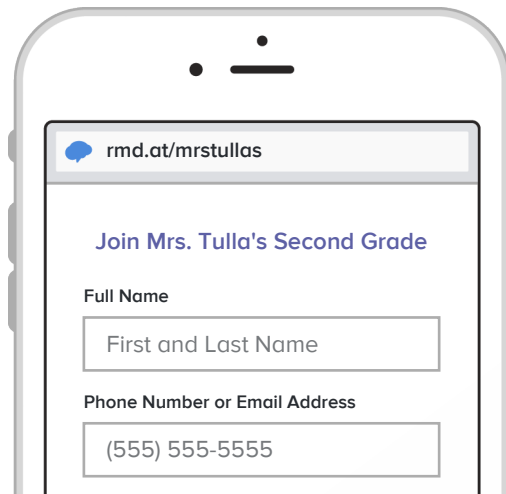 rmd.at/mrstullas
Join Mrs. Tulla's Second Grade
Full Name
First and Last Name
Phone Number or Email Address
(555) 555-5555